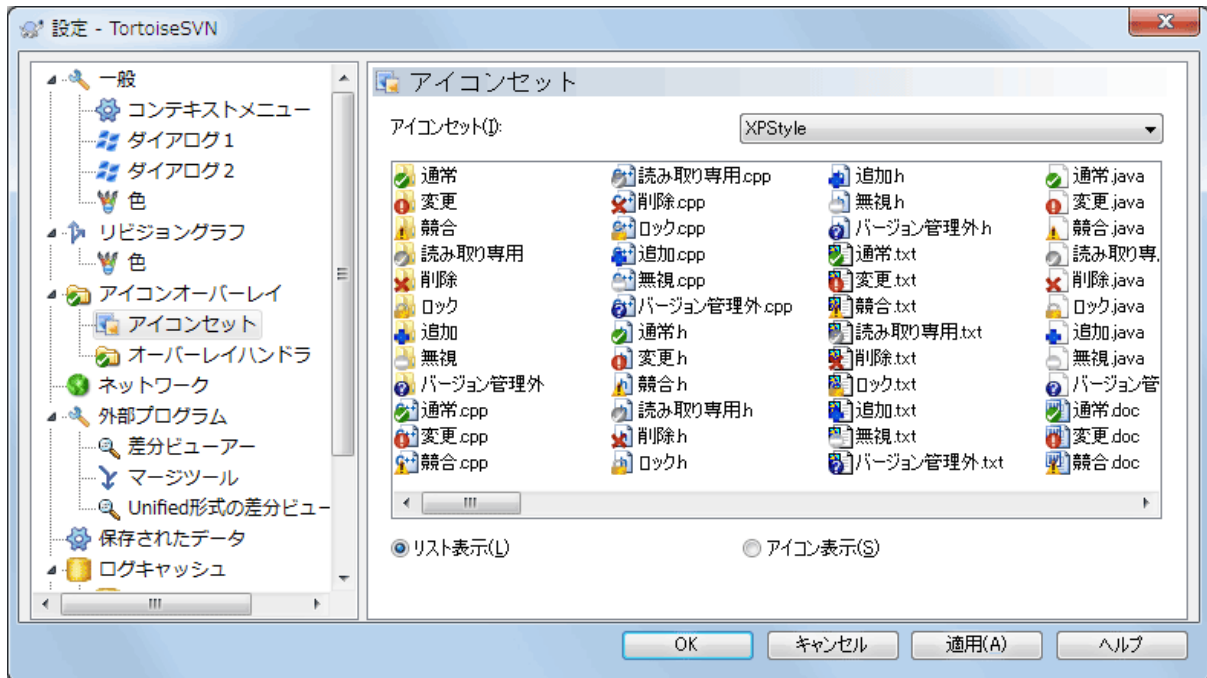 設定 - TortoiseSVN
一般
コンテキストメニュー
ダイアログ1
ダイアログ2
色
リビジョングラフ
色
アイコンオーバーレイ
アイコンセット
オーバーレイハンドラ
ネットワーク
外部プログラム
差分ビューアー
マージツール
Unified形式の差分ビュー
保存されたデータ
ログキャッシュ
アイコンセット
アイコンセット(I):
XPStyle
通常
変更
競合
読み取り専用
削除
ロック
追加
無視
バージョン管理外
通常.cpp
変更.cpp
競合.cpp
読み取り専用.cpp
削除.cpp
ロック.cpp
追加.cpp
無視.cpp
バージョン管理外.cpp
通常.h
変更.h
競合.h
読み取り専用.h
削除.h
ロック.h
追加.h
無視.h
バージョン管理外.h
通常.txt
変更.txt
競合.txt
読み取り専用.txt
削除.txt
ロック.txt
追加.txt
無視.txt
バージョン管理外.txt
通常.java
変更.java
競合.java
読み取り専.
削除.java
ロック.java
追加.java
無視.java
バージョン管
通常.doc
変更.doc
競合.doc
リスト表示(L)
アイコン表示(S)
OK
キャンセル
適用(A)
ヘルプ